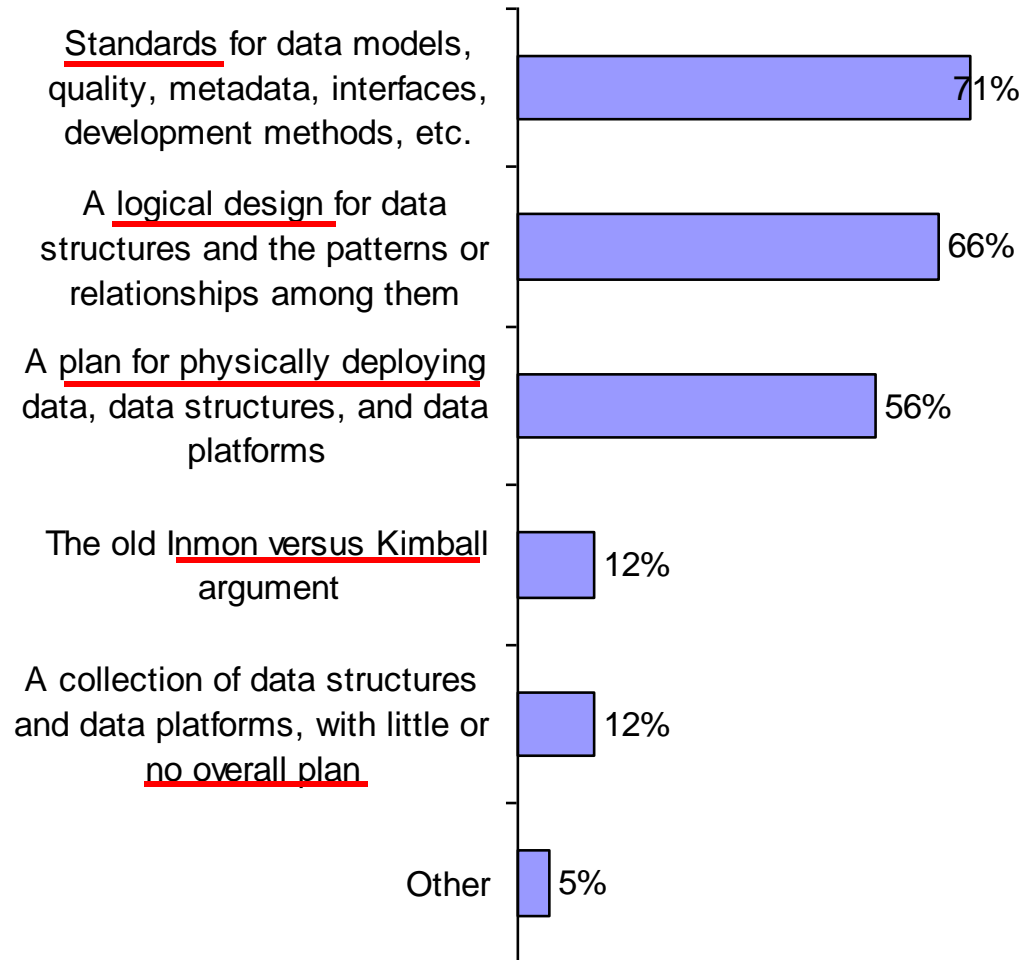 Standards for data models,
quality, metadata, interfaces,
development methods, etc.
71%
A logical design for data
structures and the patterns or
relationships among them
66%
A plan for physically deploying
data, data structures, and data
platforms
56%
The old Inmon versus Kimball
argument
12%
A collection of data structures
and data platforms, with little or
no overall plan
12%
Other
5%